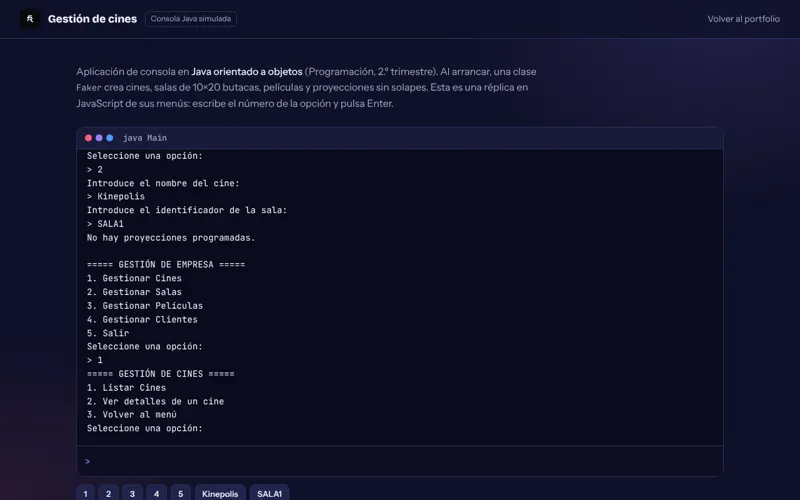 Gestión de cines
Consola Java simulada
Volver al portfolio
Aplicación de consola en Java orientado a objetos (Programación, 2.º trimestre). Al arrancar, una clase
Faker crea cines, salas de 10×20 butacas, películas y proyecciones sin solapes. Esta es una réplica en
JavaScript de sus menús: escribe el número de la opción y pulsa Enter.
java Main
Seleccione una opción:
> 2
Introduce el nombre del cine:
> Kinepolis
Introduce el identificador de la sala:
> SALA1
No hay proyecciones programadas.
===== GESTIÓN DE EMPRESA =====
1. Gestionar Cines
2. Gestionar Salas
3. Gestionar Películas
4. Gestionar Clientes
5. Salir
Seleccione una opción:
> 1
===== GESTIÓN DE CINES =====
1. Listar Cines
2. Ver detalles de un cine
3. Volver al menú
Seleccione una opción:
>
1 2 3 4 5 Kinepolis SALA1